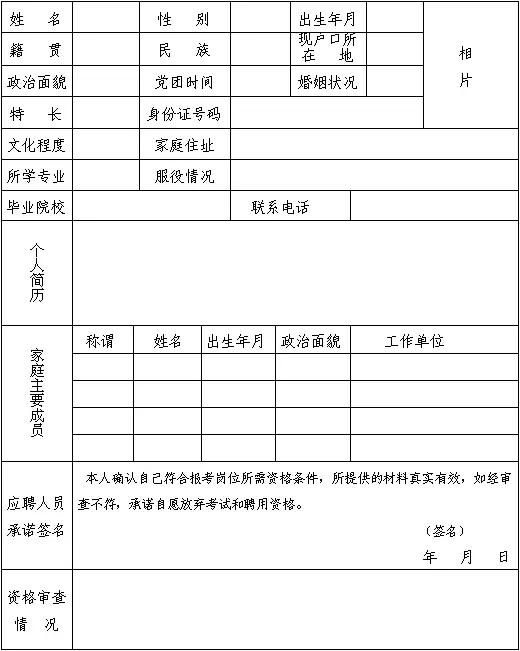 姓 名 性 别 出生年月
籍 贯 民 族 现户口所在 地 相片
政治面貌 党团时间 婚姻状况
特 长 身份证号码
文化程度 家庭住址
所学专业 服役情况
毕业院校 联系电话
个人简历
家庭主要成员
称谓 姓名 出生年月 政治面貌 工作单位
应聘人员
承诺签名
本人确认自己符合报考岗位所需资格条件，所提供的材料真实有效，如经审
查不符，承诺自愿放弃考试和聘用资格。
（签名）
年 月 日
资格审查
情 况